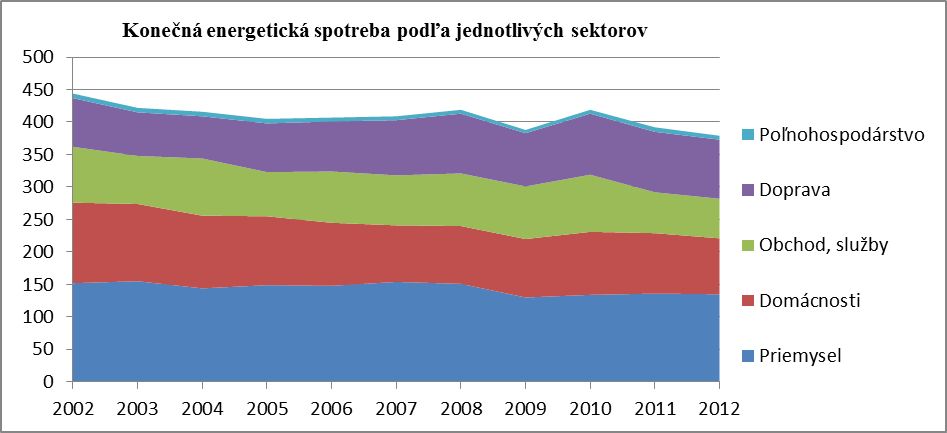 Konečná energetická spotreba podľa jednotlivých sektorov
500
450
400
350
300
250
200
150
100
50
0
2002 2003 2004 2005 2006 2007 2008 2009 2010 2011 2012
Poľnohospodárstvo
Doprava
Obchod, služby
Domácnosti
Priemysel